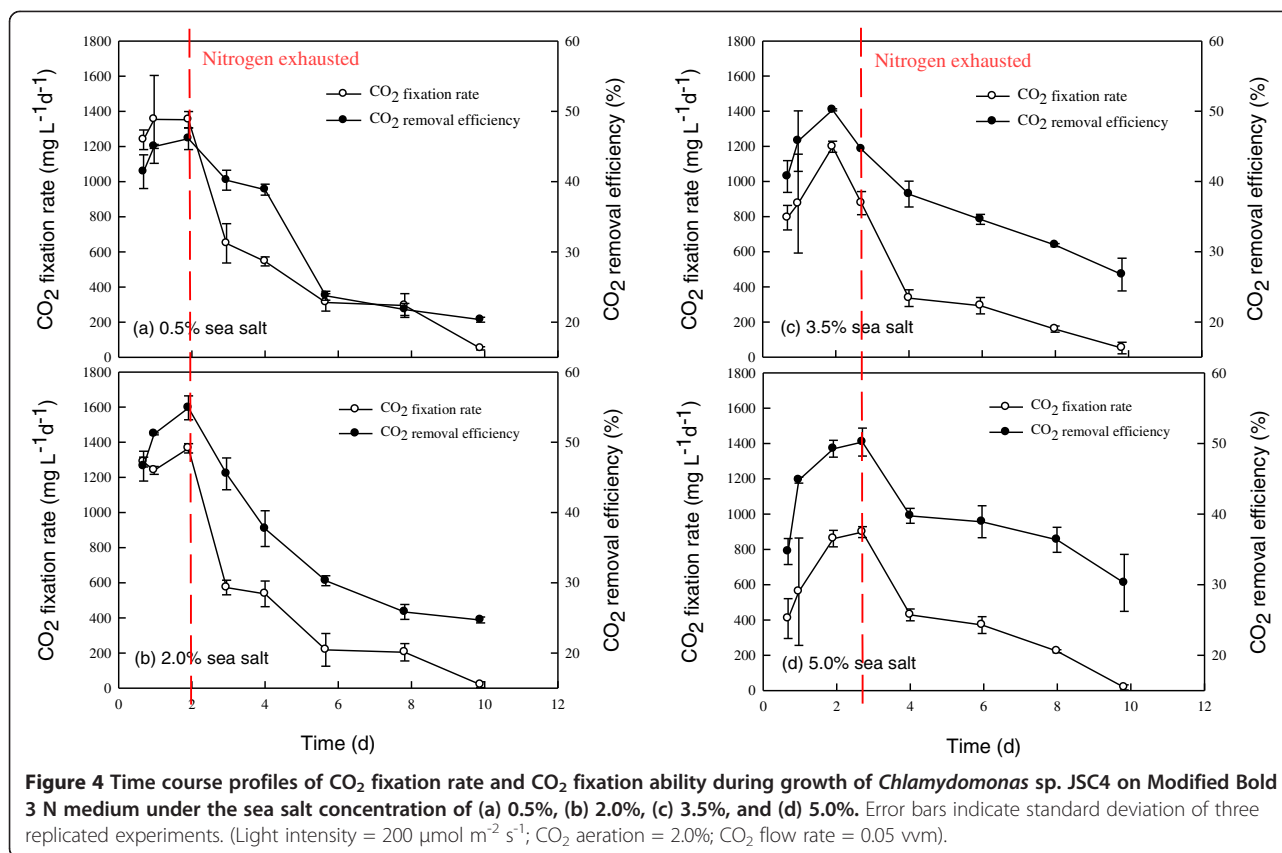 1800
1600
1400
1200
1000
800
600
400
200
0
CO2 fixation rate (mg L-1d-1)
Nitrogen exhausted
CO2 fixation rate
CO2 removal efficiency
(a) 0.5% sea salt
60
50
40
30
20
CO2 removal efficiency (%)
1800
1600
1400
1200
1000
800
600
400
200
0
CO2 fixation rate (mg L-1d-1)
Nitrogen exhausted
CO2 fixation rate
CO2 removal efficiency
(c) 3.5% sea salt
60
50
40
30
20
CO2 removal efficiency (%)
1800
1600
1400
1200
1000
800
600
400
200
0
CO2 fixation rate (mg L-1d-1)
CO2 fixation rate
CO2 removal efficiency
(b) 2.0% sea salt
60
50
40
30
20
CO2 removal efficiency (%)
0 2 4 6 8 10 12
Time (d)
1800
1600
1400
1200
1000
800
600
400
200
0
CO2 fixation rate (mg L-1d-1)
CO2 fixation rate
CO2 removal efficiency
(d) 5.0% sea salt
60
50
40
30
20
CO2 removal efficiency (%)
0 2 4 6 8 10 12
Time (d)
Figure 4 Time course profiles of CO2 fixation rate and CO2 fixation ability during growth of Chlamydomonas sp. JSC4 on Modified Bold
3 N medium under the sea salt concentration of (a) 0.5%, (b) 2.0%, (c) 3.5%, and (d) 5.0%. Error bars indicate standard deviation of three
replicated experiments. (Light intensity = 200 μmol m-2 s-1; CO2 aeration = 2.0%; CO2 flow rate = 0.05 vvm).